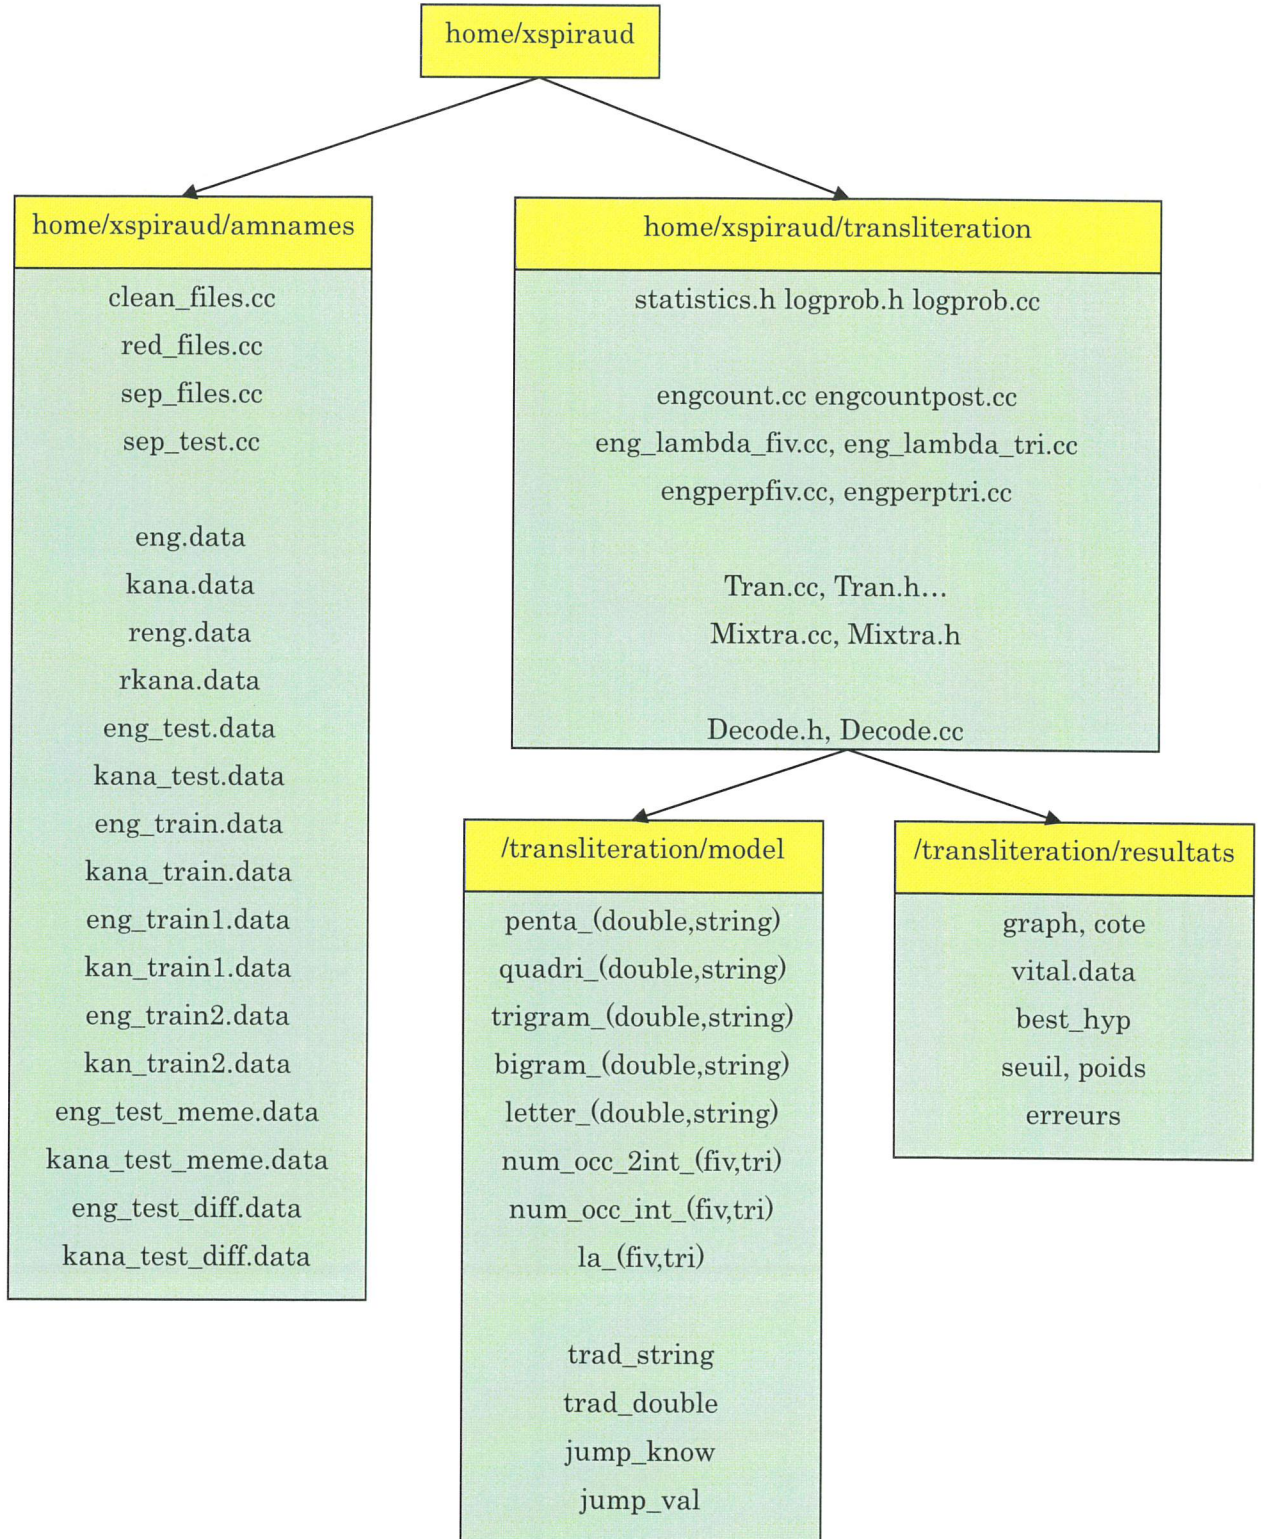 home/xspiraud
home/xspiraud/amnames
clean_files.cc
red_files.cc
sep_files.cc
sep_test.cc
eng.data
kana.data
reng.data
rkana.data
eng_test.data
kana_test.data
eng_train.data
kana_train.data
eng_train1.data
kan_train1.data
eng_train2.data
kan_train2.data
eng_test_meme.data
kana_test_meme.data
eng_test_diff.data
kana_test_diff.data
home/xspiraud/transliteration
statistics.h logprob.h logprob.cc
engcount.cc engcountpost.cc
eng_lambda_fiv.cc, eng_lambda_tri.cc
engperpfiv.cc, engperptri.cc
Tran.cc, Tran.h…
Mixtra.cc, Mixtra.h
Decode.h, Decode.cc
/transliteration/model
penta_(double,string)
quadri_(double,string)
trigram_(double,string)
bigram_(double,string)
letter_(double,string)
num_occ_2int_(fiv,tri)
num_occ_int_(fiv,tri)
la_(fiv,tri)
trad_string
trad_double
jump_know
jump_val
/transliteration/resultats
graph, cote
vital.data
best_hyp
seuil, poids
erreurs